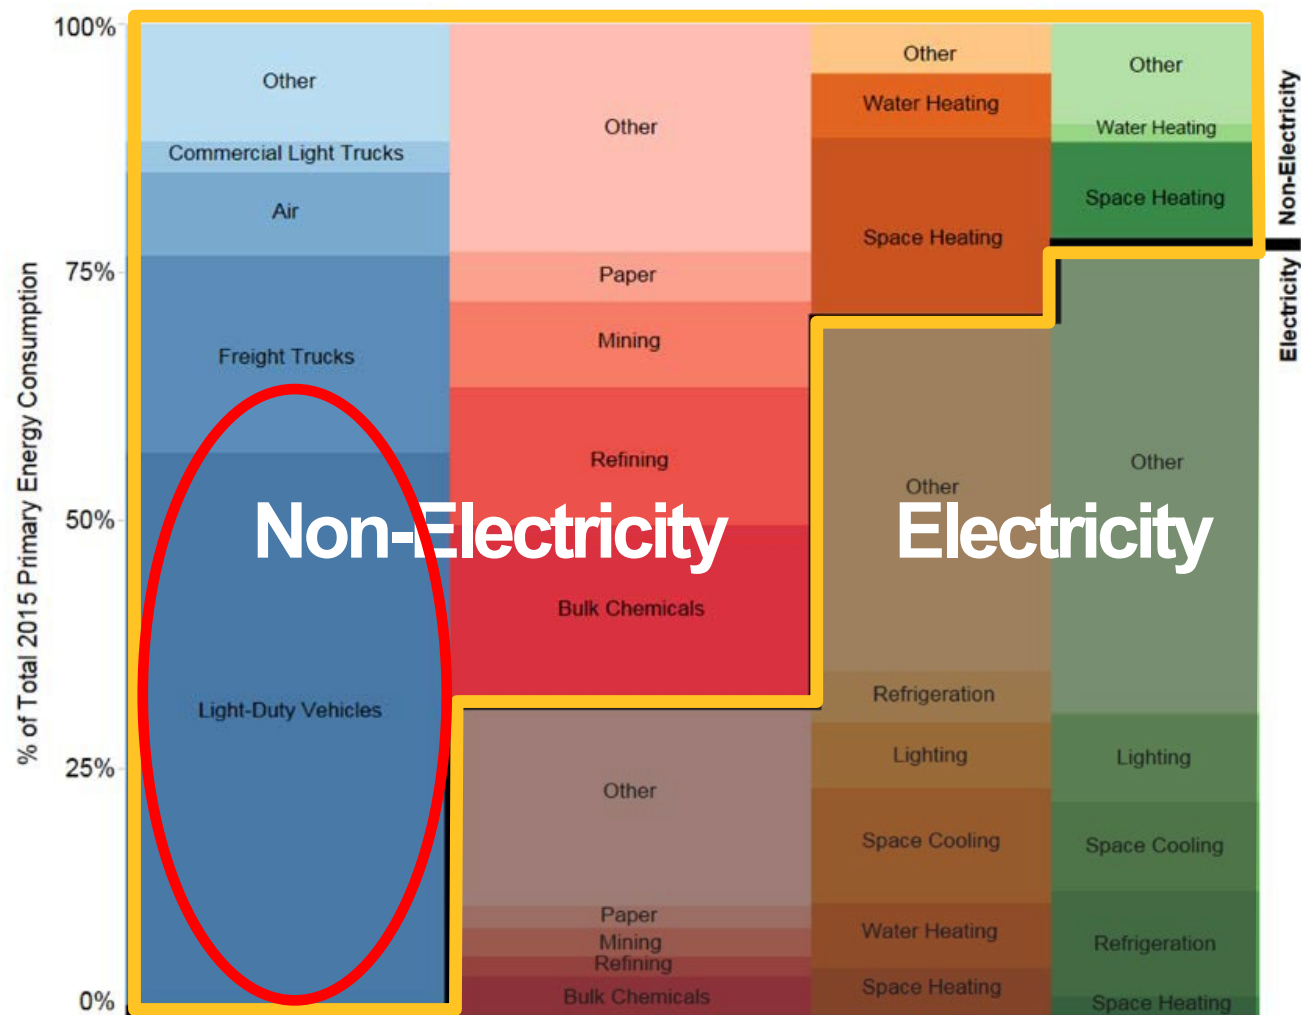 100%
75%
50%
25%
0%
% of Total 2015 Primary Energy Consumption
Other
Commercial Light Trucks
Air
Freight Trucks
Light-Duty Vehicles
Other
Paper
Mining
Refining
Bulk Chemicals
Other
Paper
Mining
Refining
Bulk Chemicals
Other
Water Heating
Space Heating
Other
Refrigeration
Lighting
Space Cooling
Water Heating
Space Heating
Other
Water Heating
Space Heating
Other
Lighting
Space Cooling
Refrigeration
Space Heating
Non-Electricity
Electricity
Non-Electricity
Electricity